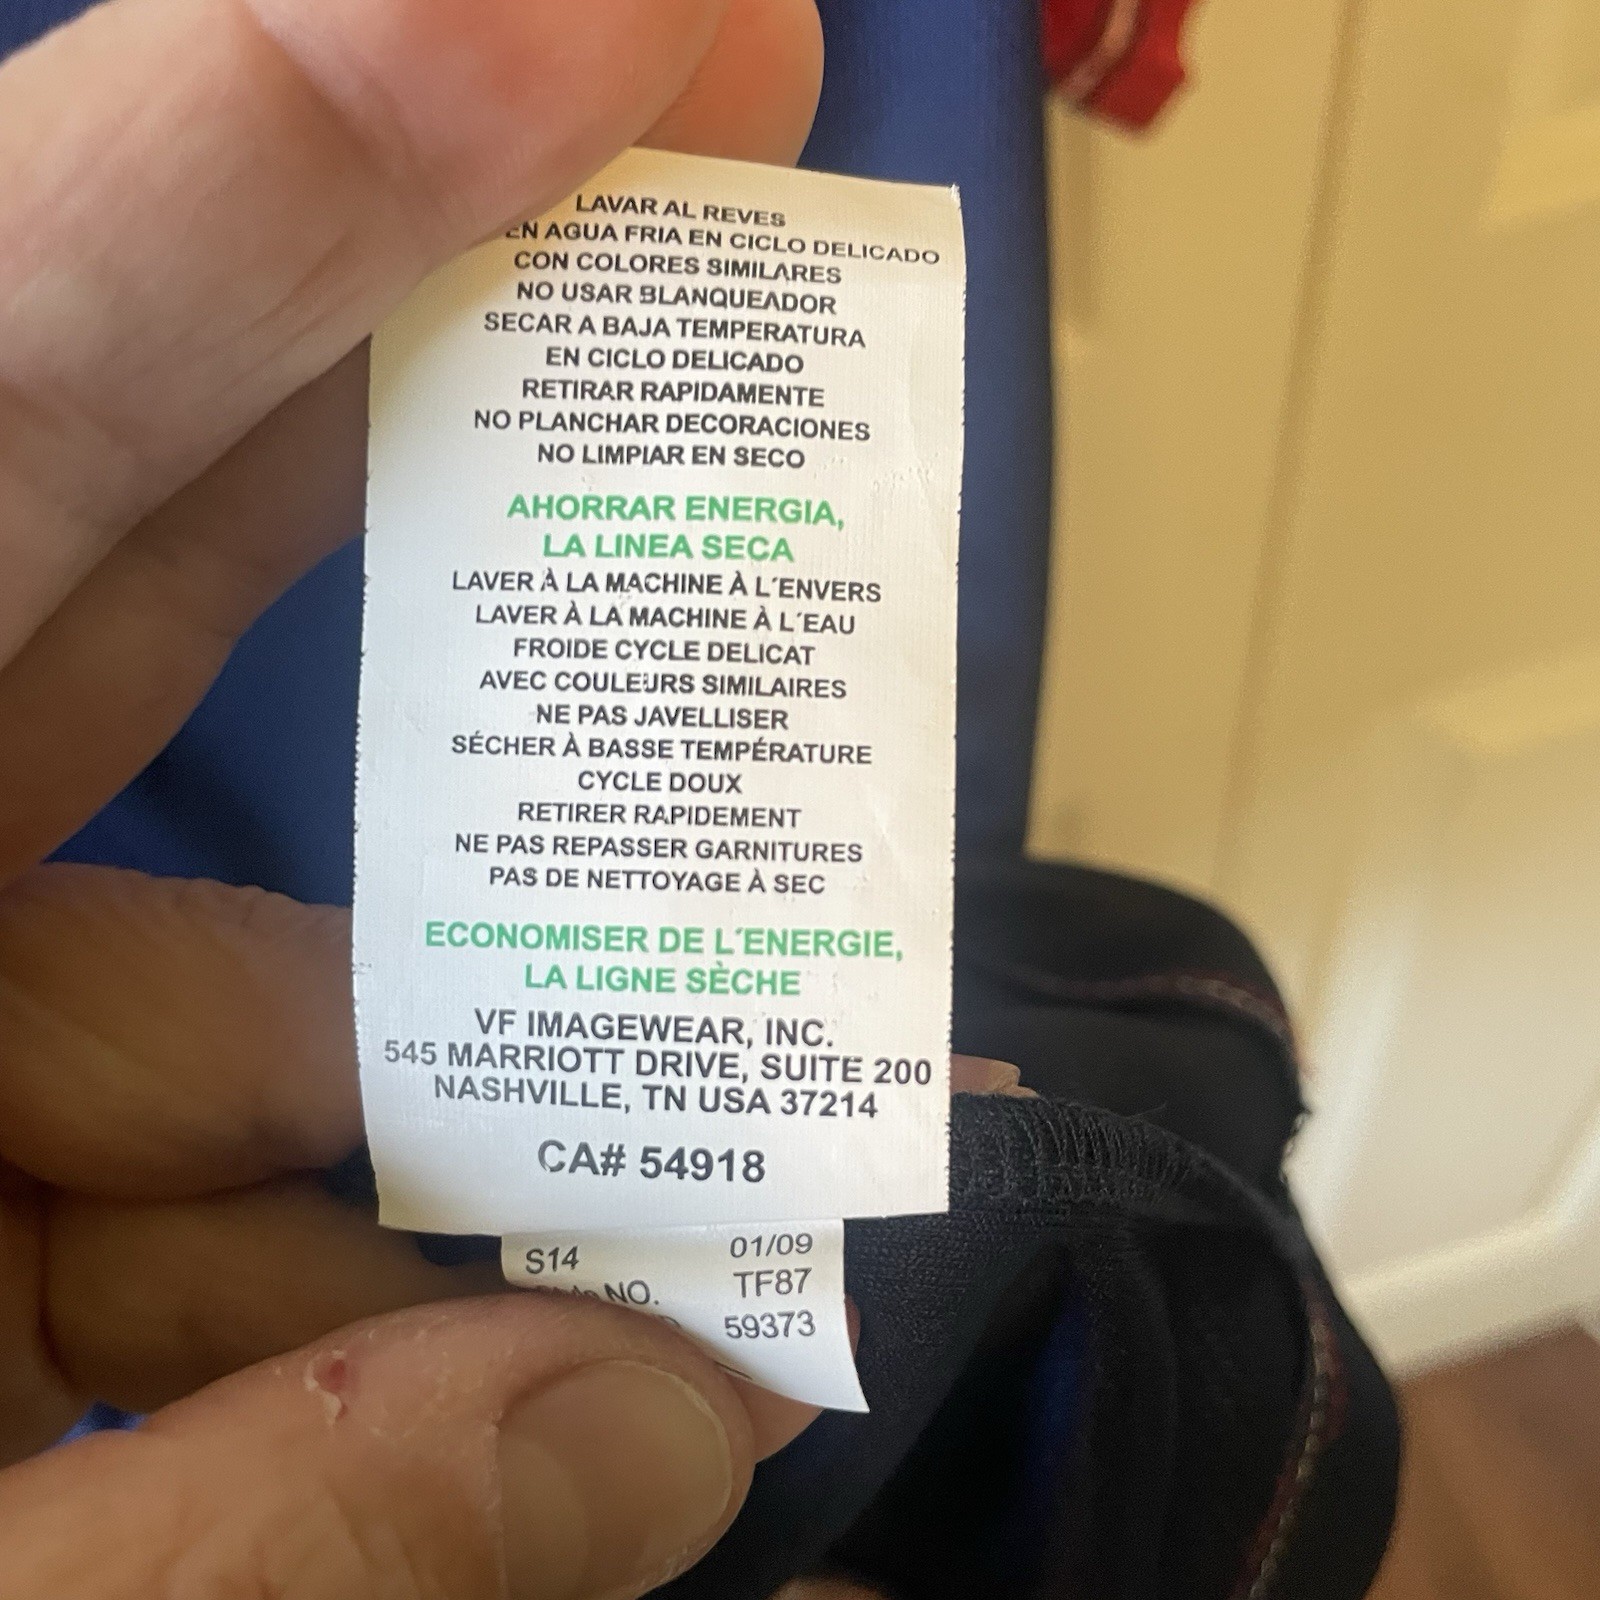 LAVAR AL REVES
EN AGUA FRIA EN CICLO DELICADO
CON COLORES SIMILARES
NO USAR BLANQUEADOR
SECAR A BAJA TEMPERATURA
EN CICLO DELICADO
RETIRAR RAPIDAMENTE
NO PLANCHAR DECORACIONES
NO LIMPIAR EN SECO
AHORRAR ENERGIA,
LA LINEA SECA
LAVER À LA MACHINE À L´ENVERS
LAVER À LA MACHINE À L´EAU
FROIDE CYCLE DELICAT
AVEC COULEURS SIMILAIRES
NE PAS JAVELLISER
SÉCHER À BASSE TEMPÉRATURE
CYCLE DOUX
RETIRER RAPIDEMENT
NE PAS REPASSER GARNITURES
PAS DE NETTOYAGE À SEC
ECONOMISER DE L´ENERGIE,
LA LIGNE SÈCHE
VF IMAGEWEAR, INC.
545 MARRIOTT DRIVE, SUITE 200
NASHVILLE, TN USA 37214
CA# 54918
S14 01/09
NO. TF87
59373